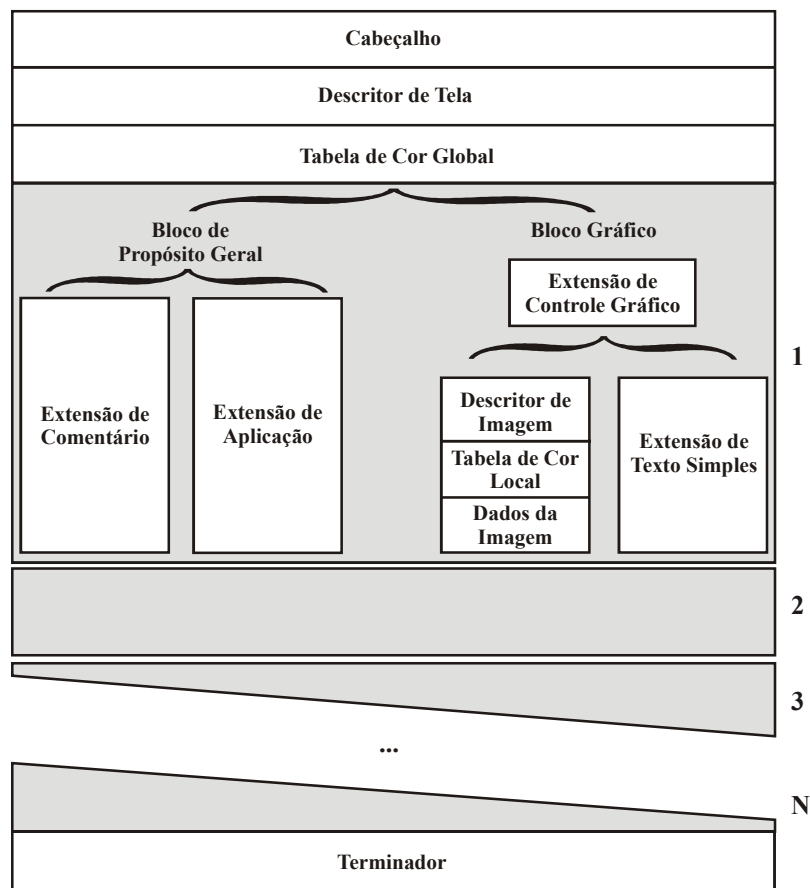 Cabeçalho
Descritor de Tela
Tabela de Cor Global
Bloco de
Propósito Geral
Bloco Gráfico
Extensão de
Controle Gráfico
1
Extensão de
Comentário
Extensão de
Aplicação
Descritor de
Imagem
Tabela de Cor
Local
Dados da
Imagem
Extensão de
Texto Simples
2
3
...
N
Terminador